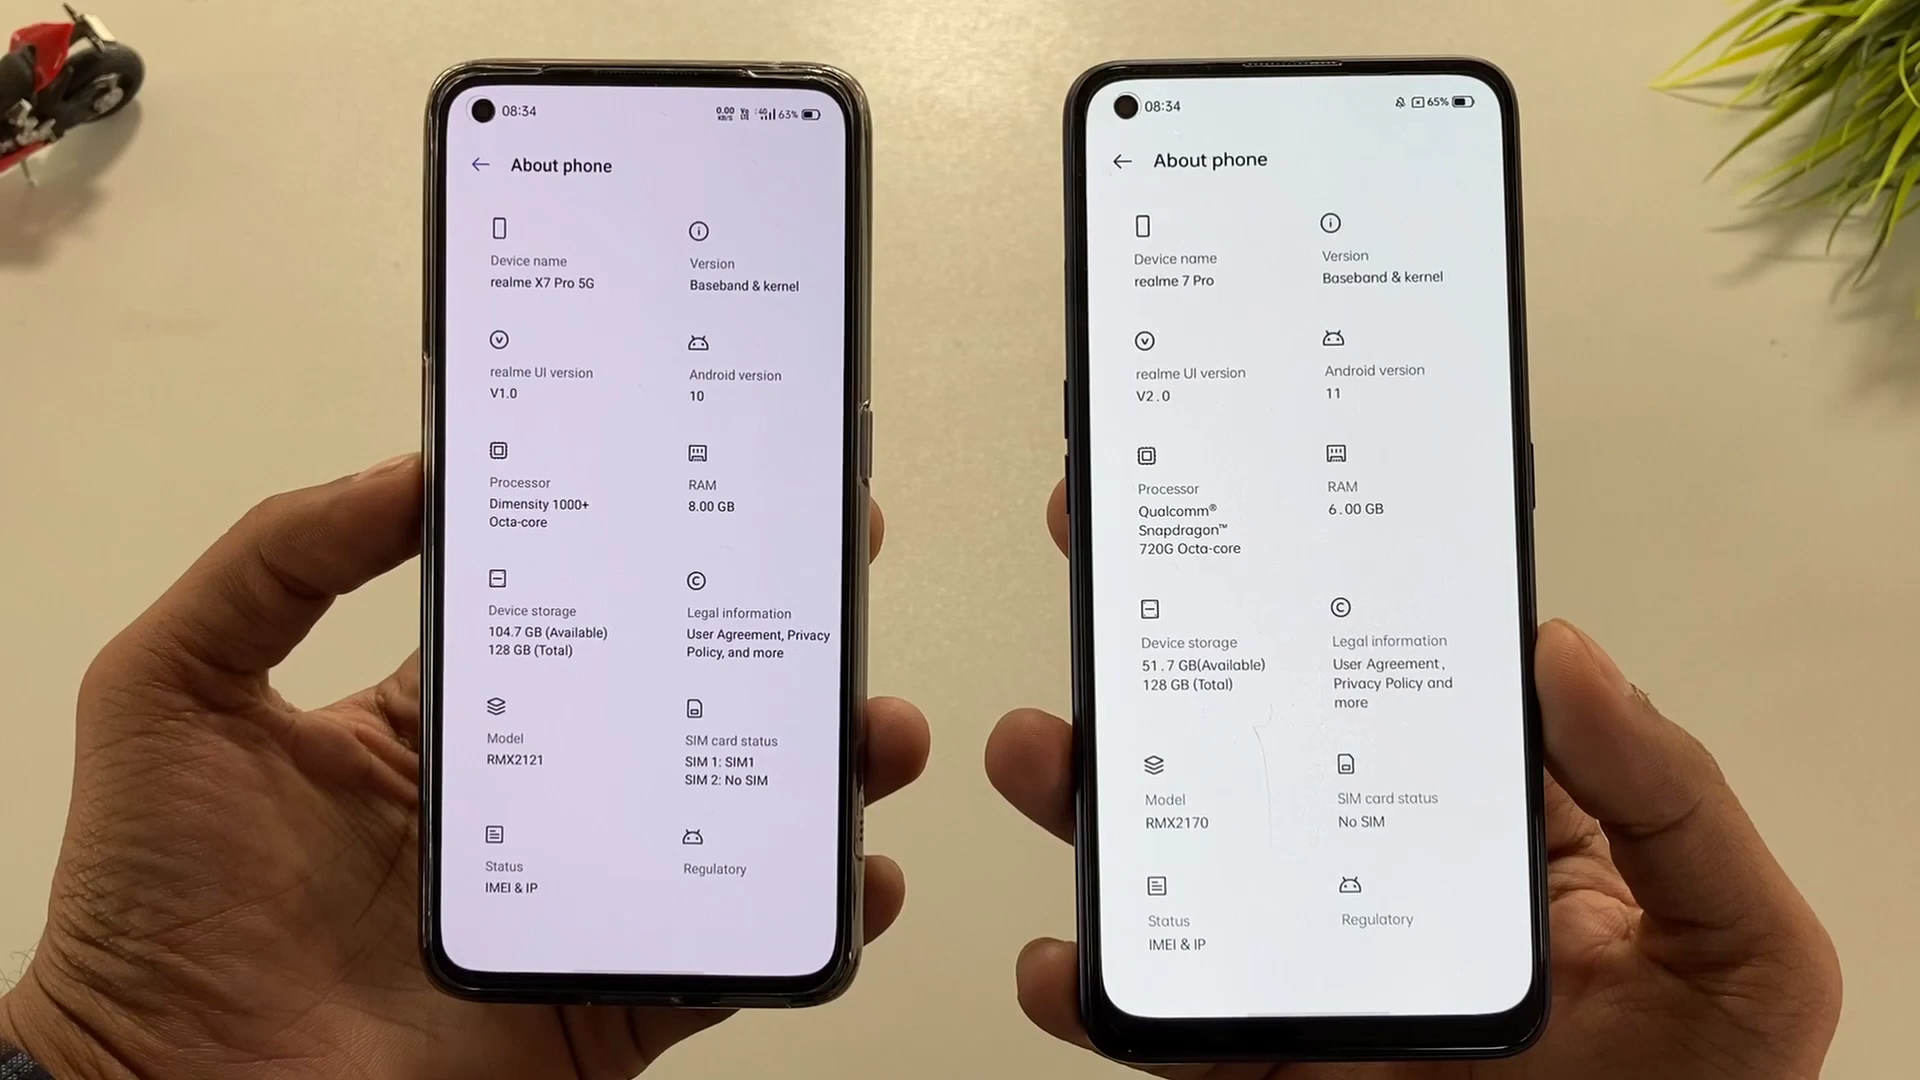 08:34
0.00 KB/S
4G
63%
About phone
Device name
realme X7 Pro 5G
Version
Baseband & kernel
realme UI version
V1.0
Android version
10
Processor
Dimensity 1000+
Octa-core
RAM
8.00 GB
Device storage
104.7 GB (Available)
128 GB (Total)
Legal information
User Agreement, Privacy
Policy, and more
Model
RMX2121
SIM card status
SIM 1: SIM1
SIM 2: No SIM
Status
IMEI & IP
Regulatory
08:34
65%
About phone
Device name
realme 7 Pro
Version
Baseband & kernel
realme UI version
V2.0
Android version
11
Processor
Qualcomm®
Snapdragon™
720G Octa-core
RAM
6.00 GB
Device storage
51.7 GB(Available)
128 GB (Total)
Legal information
User Agreement,
Privacy Policy and
more
Model
RMX2170
SIM card status
No SIM
Status
IMEI & IP
Regulatory